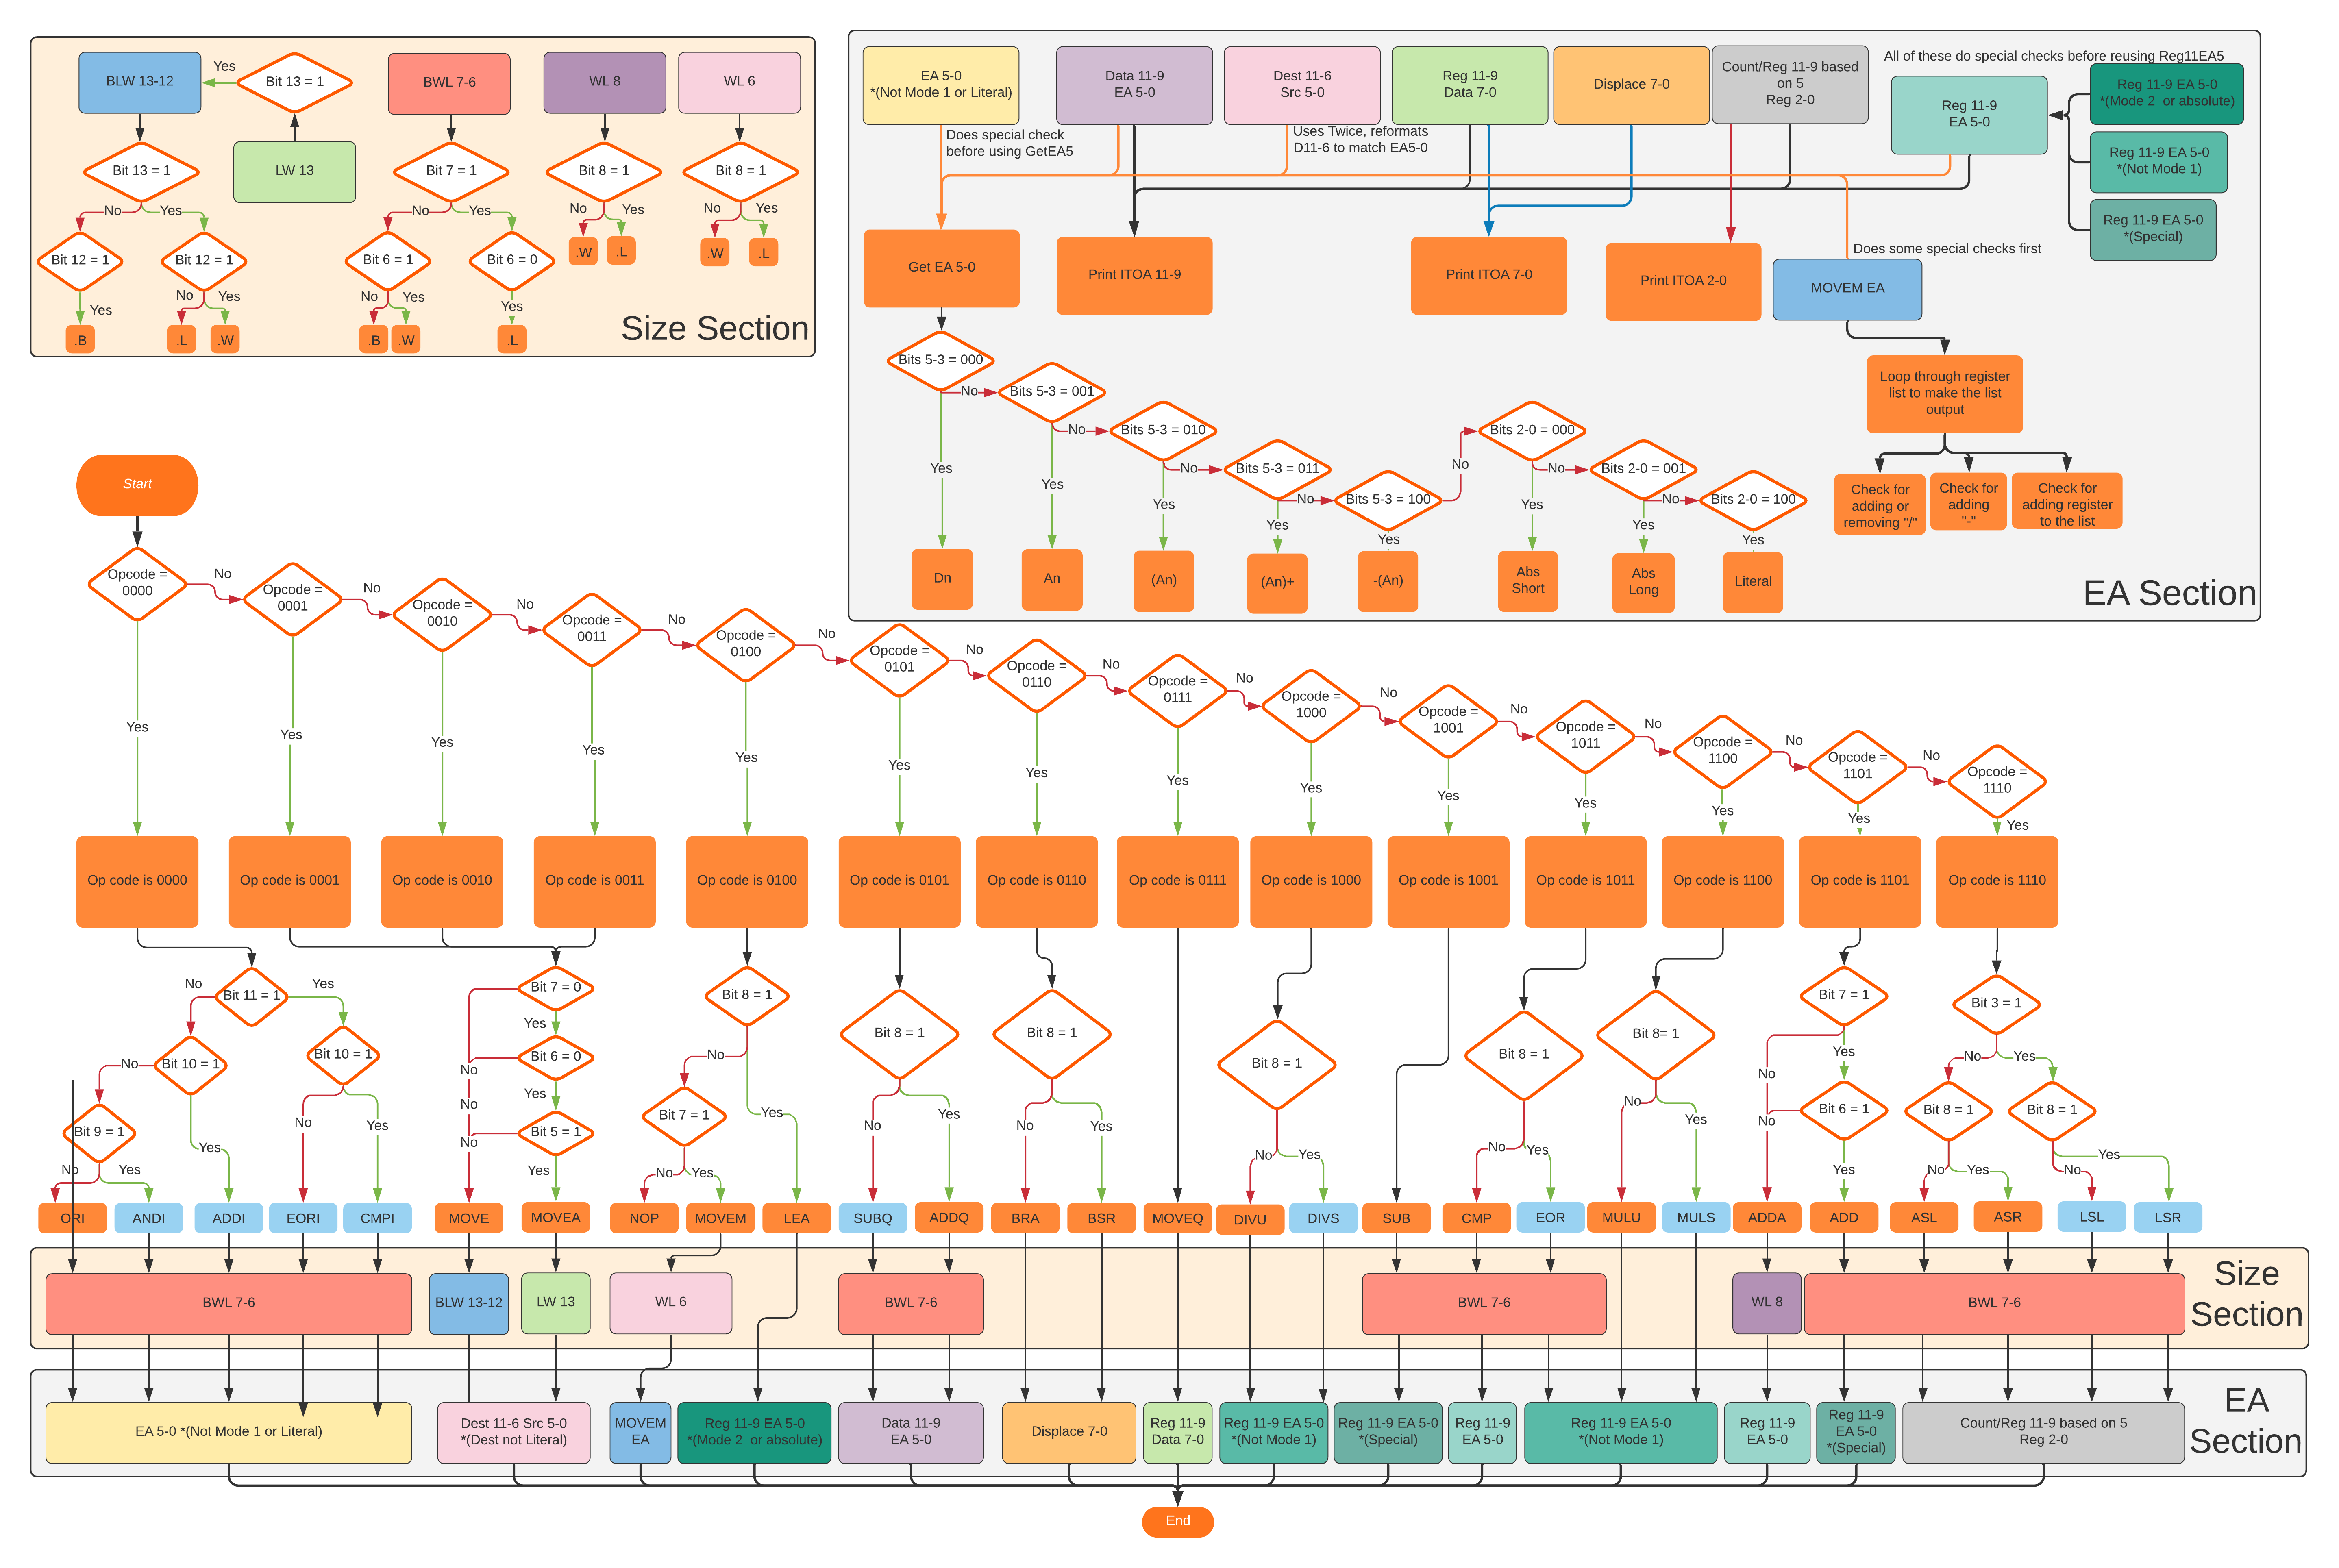 BLW 13-12
Yes
Bit 13 = 1
BWL 7-6
WL 8
WL 6
Bit 13 = 1
LW 13
Bit 7 = 1
Bit 8 = 1
Bit 8 = 1
No
Yes
No
Yes
No
Yes
No
Yes
Bit 12 = 1
Bit 12 = 1
Bit 6 = 1
Bit 6 = 0
.W
.L
.W
.L
Yes
No
Yes
No
Yes
Yes
.B
.L
.W
.B
.W
.L
Size Section
EA 5-0
*(Not Mode 1 or Literal)
Data 11-9
EA 5-0
Dest 11-6
Src 5-0
Reg 11-9
Data 7-0
Displace 7-0
Count/Reg 11-9 based
on 5
Reg 2-0
All of these do special checks before reusing Reg11EA5
Reg 11-9
EA 5-0
Reg 11-9 EA 5-0
*(Mode 2  or absolute)
Reg 11-9 EA 5-0
*(Not Mode 1)
Reg 11-9 EA 5-0
*(Special)
Does special check
before using GetEA5
Uses Twice, reformats
D11-6 to match EA5-0
Does some special checks first
Get EA 5-0
Print ITOA 11-9
Print ITOA 7-0
Print ITOA 2-0
MOVEM EA
Bits 5-3 = 000
No
Bits 5-3 = 001
No
Bits 5-3 = 010
No
Bits 5-3 = 011
No
Bits 5-3 = 100
No
Bits 2-0 = 000
No
Bits 2-0 = 001
No
Bits 2-0 = 100
Yes
Yes
Yes
Yes
Yes
Yes
Yes
Yes
Dn
An
(An)
(An)+
-(An)
Abs
Short
Abs
Long
Literal
Loop through register
list to make the list
output
Check for
adding or
removing "/"
Check for
adding
"-"
Check for
adding register
to the list
EA Section
Start
Opcode =
0000
No
Opcode =
0001
No
Opcode =
0010
No
Opcode =
0011
No
Opcode =
0100
No
Opcode =
0101
No
Opcode =
0110
No
Opcode =
0111
No
Opcode =
1000
No
Opcode =
1001
No
Opcode =
1011
No
Opcode =
1100
No
Opcode =
1101
No
Opcode =
1110
Yes
Yes
Yes
Yes
Yes
Yes
Yes
Yes
Yes
Yes
Yes
Yes
Yes
Yes
Op code is 0000
Op code is 0001
Op code is 0010
Op code is 0011
Op code is 0100
Op code is 0101
Op code is 0110
Op code is 0111
Op code is 1000
Op code is 1001
Op code is 1011
Op code is 1100
Op code is 1101
Op code is 1110
No
Bit 11 = 1
Yes
No
Bit 10 = 1
Bit 10 = 1
Bit 9 = 1
No
Yes
Yes
No
Yes
Bit 7 = 0
Yes
Bit 6 = 0
No
Yes
No
Bit 5 = 1
No
Yes
Bit 8 = 1
No
Yes
Bit 7 = 1
No
Yes
Bit 8 = 1
No
Yes
Bit 8 = 1
No
Yes
Bit 8 = 1
No
Yes
Bit 8 = 1
No
Yes
Bit 8= 1
No
Yes
Bit 7 = 1
Yes
No
Bit 6 = 1
No
Yes
Bit 3 = 1
No
Yes
Bit 8 = 1
Bit 8 = 1
No
Yes
No
Yes
ORI
ANDI
ADDI
EORI
CMPI
MOVE
MOVEA
NOP
MOVEM
LEA
SUBQ
ADDQ
BRA
BSR
MOVEQ
DIVU
DIVS
SUB
CMP
EOR
MULU
MULS
ADDA
ADD
ASL
ASR
LSL
LSR
BWL 7-6
BLW 13-12
LW 13
WL 6
BWL 7-6
BWL 7-6
WL 8
BWL 7-6
Size
Section
EA 5-0 *(Not Mode 1 or Literal)
Dest 11-6 Src 5-0
*(Dest not Literal)
MOVEM
EA
Reg 11-9 EA 5-0
*(Mode 2  or absolute)
Data 11-9
EA 5-0
Displace 7-0
Reg 11-9
Data 7-0
Reg 11-9 EA 5-0
*(Not Mode 1)
Reg 11-9 EA 5-0
*(Special)
Reg 11-9
EA 5-0
Reg 11-9 EA 5-0
*(Not Mode 1)
Reg 11-9
EA 5-0
Reg 11-9
EA 5-0
*(Special)
Count/Reg 11-9 based on 5
Reg 2-0
EA
Section
End